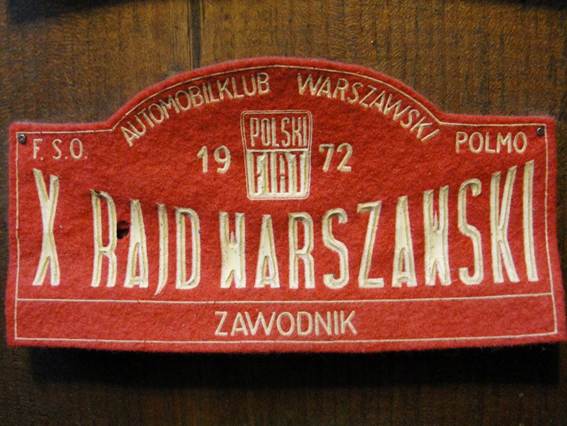 AUTOMOBILKLUB WARSZAWSKI
F.S.O. POLSKI POLMO
19 FIAT 72
X RAJD WARSZAWSKI
ZAWODNIK